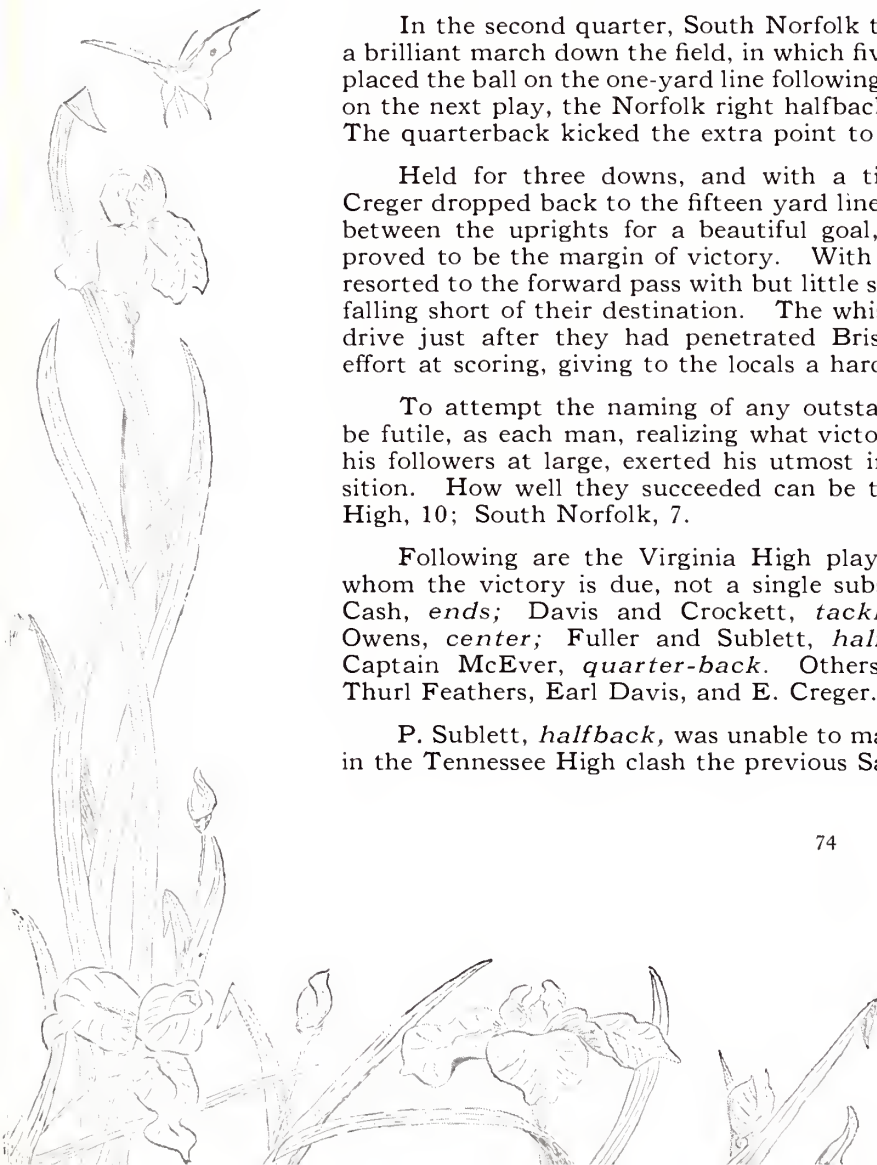 In the second quarter, South Norfolk t
a brilliant march down the field, in which fiv
placed the ball on the one-yard line following
on the next play, the Norfolk right halfbac
The quarterback kicked the extra point to
Held for three downs, and with a ti
Creger dropped back to the fifteen yard line
between the uprights for a beautiful goal,
proved to be the margin of victory. With
resorted to the forward pass with but little s
falling short of their destination. The whi
drive just after they had penetrated Bris
effort at scoring, giving to the locals a hard
To attempt the naming of any outsta
be futile, as each man, realizing what victo
his followers at large, exerted his utmost i
sition. How well they succeeded can be t
High, 10; South Norfolk, 7.
Following are the Virginia High play
whom the victory is due, not a single sub
Cash, ends; Davis and Crockett, tackl
Owens, center; Fuller and Sublett, hal
Captain McEver, quarter-back. Others
Thurl Feathers, Earl Davis, and E. Creger.
P. Sublett, halfback, was unable to ma
in the Tennessee High clash the previous Sa
74